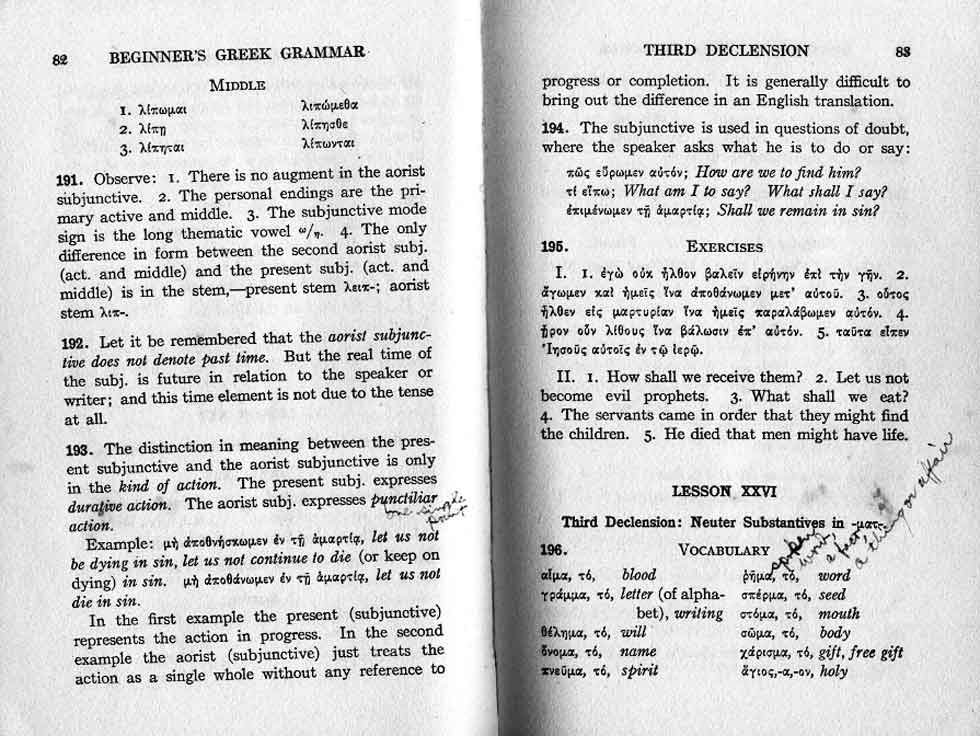 82 BEGINNER'S GREEK GRAMMAR
MIDDLE
1. λίπωμαι λιπώμεθα
2. λίπῃ λίπησθε
3. λίπηται λίπωνται
191. Observe: 1. There is no augment in the aorist
subjunctive. 2. The personal endings are the pri-
mary active and middle. 3. The subjunctive mode
sign is the long thematic vowel ω/η. 4. The only
difference in form between the second aorist subj.
(act. and middle) and the present subj. (act. and
middle) is in the stem,—present stem λειπ-; aorist
stem λιπ-.
192. Let it be remembered that the aorist subjunc-
tive does not denote past time. But the real time of
the subj. is future in relation to the speaker or
writer; and this time element is not due to the tense
at all.
193. The distinction in meaning between the pres-
ent subjunctive and the aorist subjunctive is only
in the kind of action. The present subj. expresses
durative action. The aorist subj. expresses punctiliar
one single
point
action.
Example: μὴ ἀποθνήσκωμεν ἐν τῇ ἁμαρτίᾳ, let us not
be dying in sin, let us not continue to die (or keep on
dying) in sin. μὴ ἀποθάνωμεν ἐν τῇ ἁμαρτίᾳ, let us not
die in sin.
In the first example the present (subjunctive)
represents the action in progress. In the second
example the aorist (subjunctive) just treats the
action as a single whole without any reference to
THIRD DECLENSION 83
progress or completion. It is generally difficult to
bring out the difference in an English translation.
194. The subjunctive is used in questions of doubt,
where the speaker asks what he is to do or say:
πῶς εὕρωμεν αὐτόν; How are we to find him?
τί εἴπω; What am I to say? What shall I say?
ἐπιμένωμεν τῇ ἁμαρτίᾳ; Shall we remain in sin?
195. EXERCISES
I. 1. ἐγὼ οὐκ ἦλθον βαλεῖν εἰρήνην ἐπὶ τὴν γῆν. 2.
ἄγωμεν καὶ ἡμεῖς ἵνα ἀποθάνωμεν μετ' αὐτοῦ. 3. οὗτος
ἦλθεν εἰς μαρτυρίαν ἵνα ἡμεῖς παραλάβωμεν αὐτόν. 4.
ἦρον οὖν λίθους ἵνα βάλωσιν ἐπ' αὐτόν. 5. ταῦτα εἶπεν
Ἰησοῦς αὐτοῖς ἐν τῷ ἱερῷ.
II. 1. How shall we receive them? 2. Let us not
become evil prophets. 3. What shall we eat?
4. The servants came in order that they might find
the children. 5. He died that men might have life.
LESSON XXVI
Third Declension: Neuter Substantives in -ματ-
spoken
word,
a thing or affair
196. VOCABULARY
αἷμα, τό, blood ῥῆμα, τό, word
γράμμα, τό, letter (of alpha- σπέρμα, τό, seed
bet), writing στόμα, τό, mouth
θέλημα, τό, will σῶμα, τό, body
ὄνομα, τό, name χάρισμα, τό, gift, free gift
πνεῦμα, τό, spirit ἅγιος,-α,-ον, holy